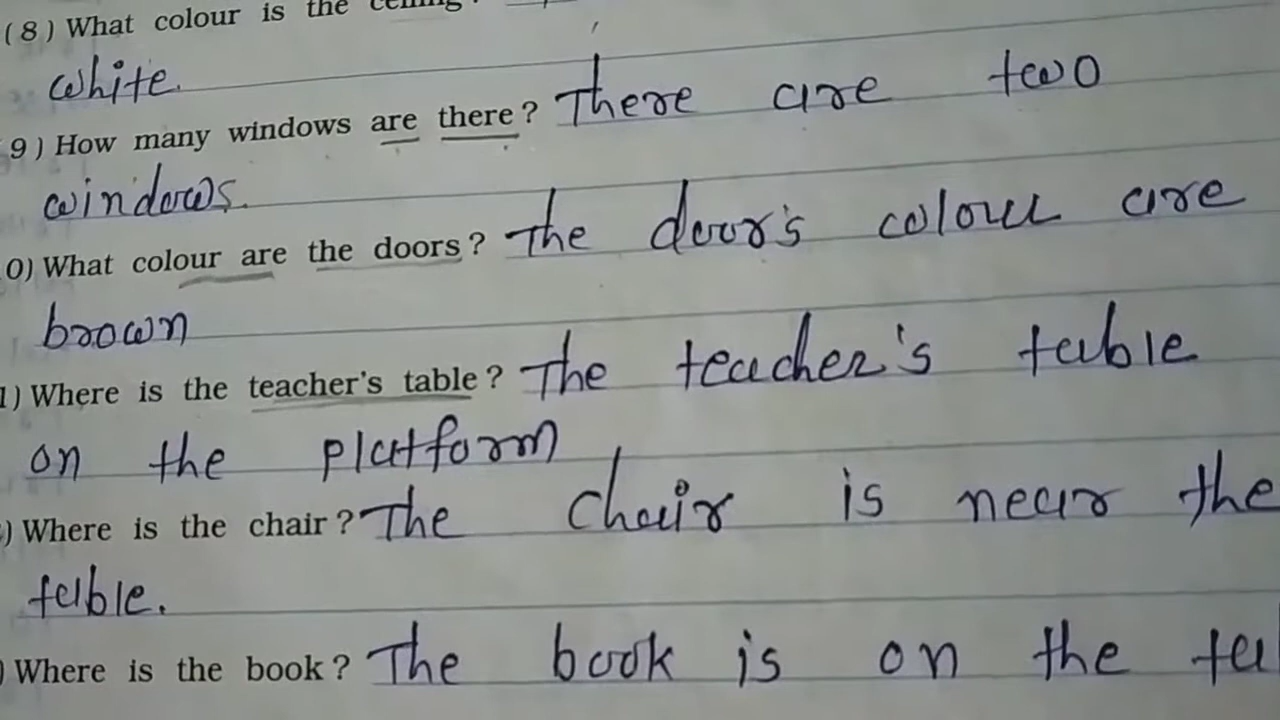 (8) What colour is the ceiling?
white.
9) How many windows are there? There are two
windows.
0) What colour are the doors? The door's colour are
brown
1) Where is the teacher's table? The teacher's table
on the platform
) Where is the chair? The chair is near the
table.
) Where is the book? The book is on the ta